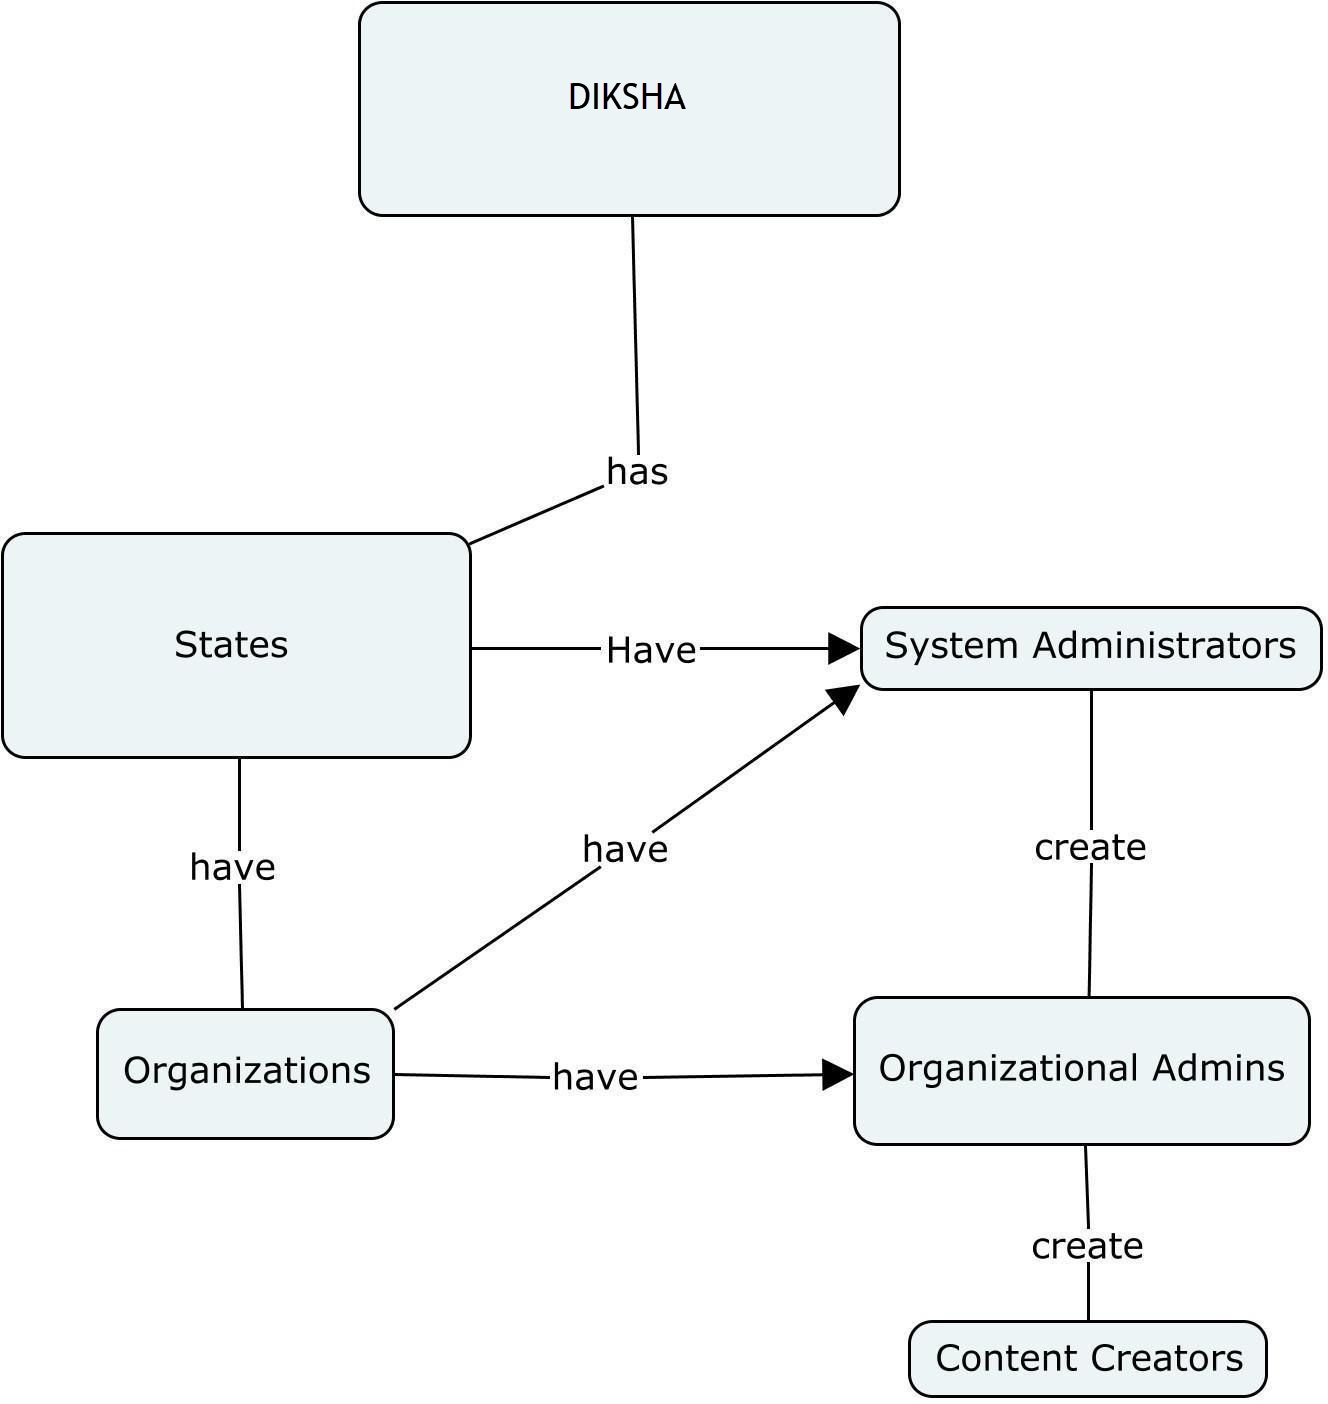 DIKSHA
has
States
Have
System Administrators
have
have
create
Organizations
have
Organizational Admins
create
Content Creators